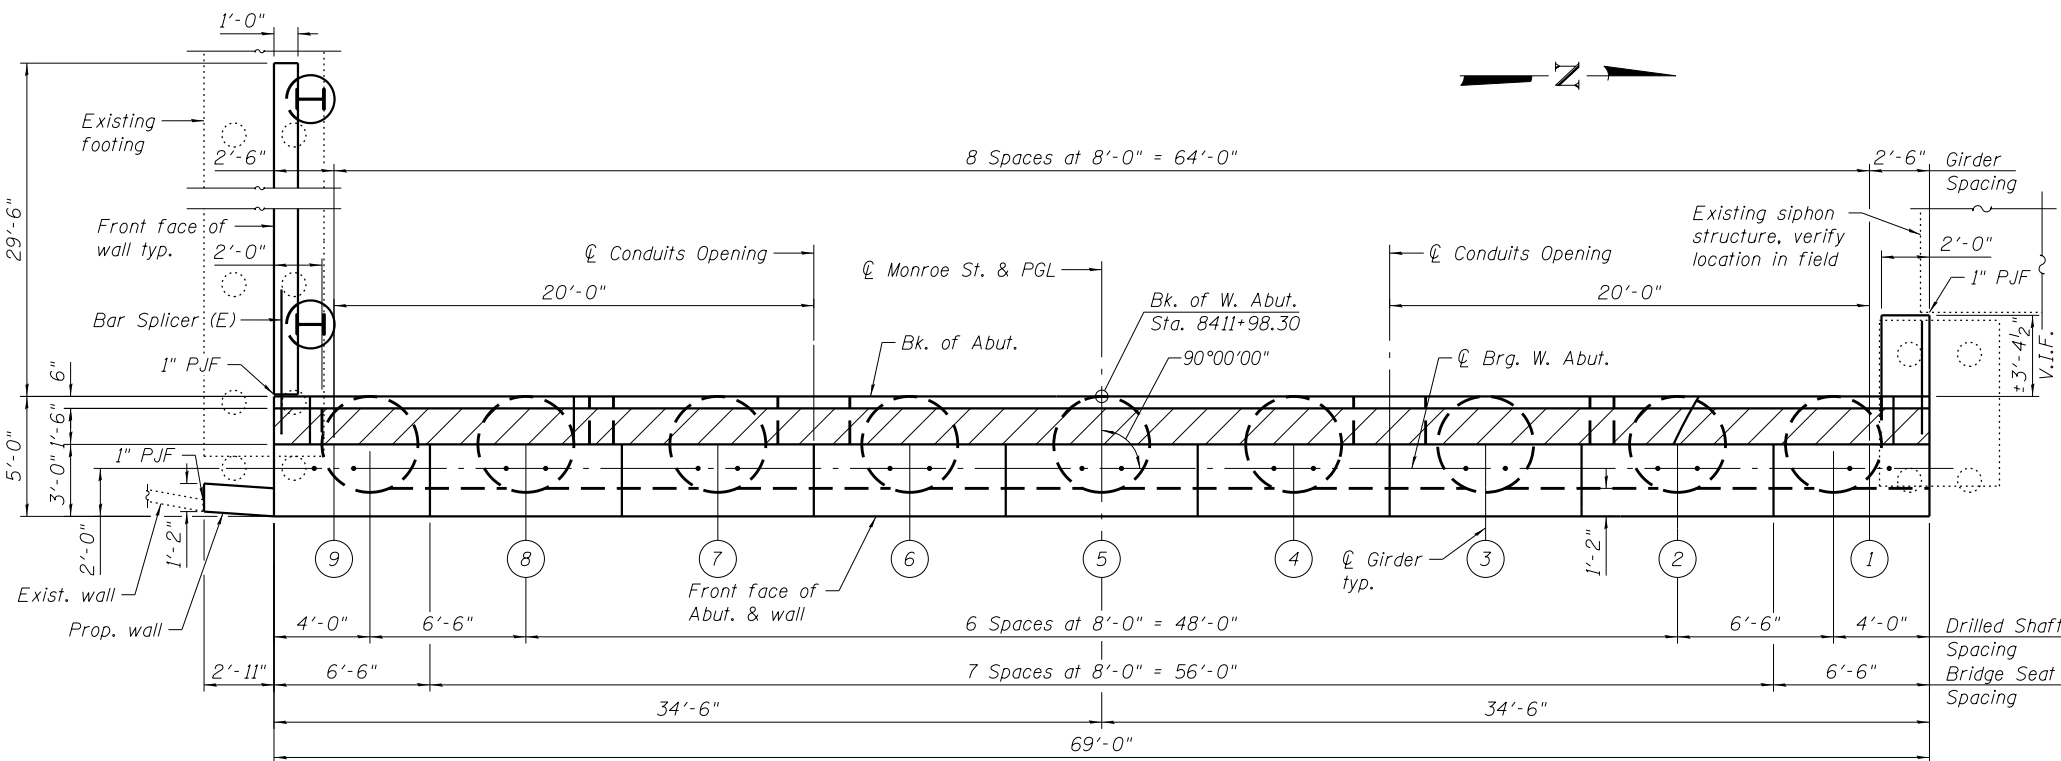 1'-0"
N
Existing
footing
2'-6"
8 Spaces at 8'-0" = 64'-0"
2'-6"
Girder
Spacing
29'-6"
Front face of
wall typ.
2'-0"
℄ Conduits Opening
℄ Monroe St. & PGL
℄ Conduits Opening
Existing siphon
structure, verify
location in field
2'-0"
1" PJF
20'-0"
Bk. of W. Abut.
Sta. 8411+98.30
20'-0"
Bar Splicer (E)
Bk. of Abut.
90°00'00"
℄ Brg. W. Abut.
±3'-4½"
V.I.F.
1" PJF
6"
1'-6"
5'-0"
3'-0"
1" PJF
2'-0"
1'-2"
Exist. wall
Prop. wall
9
8
7
6
5
4
3
2
1
Front face of
Abut. & wall
℄ Girder
typ.
1'-2"
4'-0"
6'-6"
6 Spaces at 8'-0" = 48'-0"
6'-6"
4'-0"
Drilled Shaft
Spacing
2'-11"
6'-6"
7 Spaces at 8'-0" = 56'-0"
6'-6"
Bridge Seat
Spacing
34'-6"
34'-6"
69'-0"